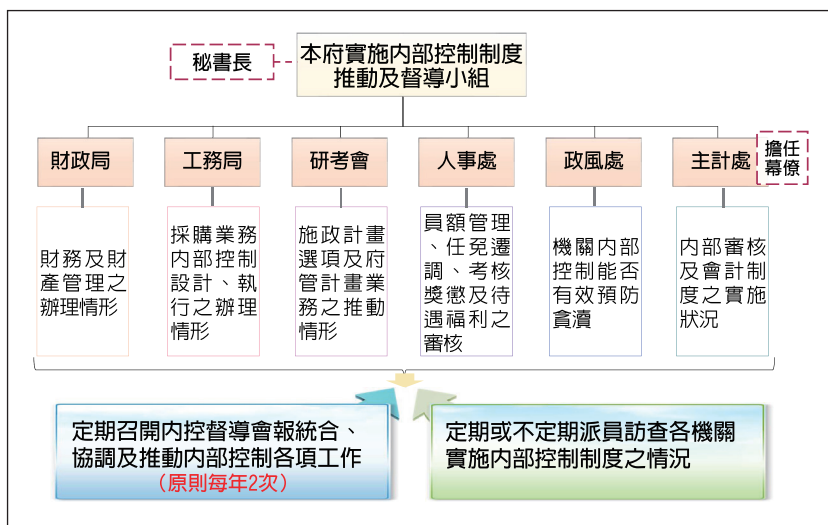 秘書長
本府實施內部控制制度
推動及督導小組
財政局
工務局
研考會
人事處
政風處
主計處
擔任
幕僚
財務及財
產管理之
辦理情形
採購業務
內部控制
設計、執
行之辦理
情形
施政計畫
選項及府
管計畫業
務之推動
情形
員額管理
、任免遷
調、考核
獎懲及待
遇福利之
審核
機關內部
控制能否
有效預防
貪瀆
內部審核
及會計制
度之實施
狀況
定期召開內控督導會報統合、
協調及推動內部控制各項工作
（原則每年2次）
定期或不定期派員訪查各機關
實施內部控制制度之情況